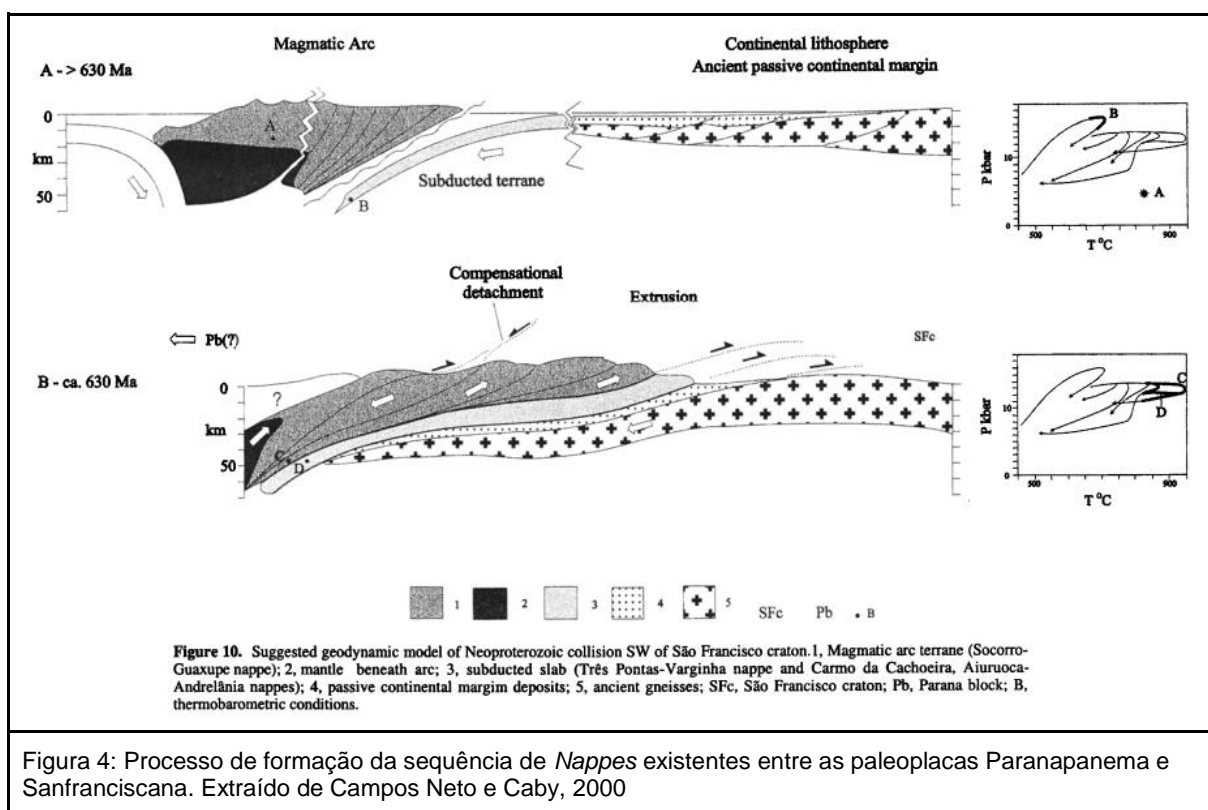 Magmatic Arc
Continental lithosphere
Ancient passive continental margin
A - > 630 Ma
0
km
50
A
B
Subducted terrane
P kbar
10
0
B
A
500
900
T °C
Compensational
detachment
Extrusion
Pb(?)
SFc
B - ca. 630 Ma
0
km
50
?
C
D
P kbar
10
0
C
D
500
900
T °C
1 2 3 4 5 SFc Pb . B
Figure 10. Suggested geodynamic model of Neoproterozoic collision SW of São Francisco craton.1, Magmatic arc terrane (Socorro-
Guaxupe nappe); 2, mantle beneath arc; 3, subducted slab (Três Pontas-Varginha nappe and Carmo da Cachoeira, Aiuruoca-
Andrelânia nappes); 4, passive continental margim deposits; 5, ancient gneisses; SFc, São Francisco craton; Pb, Parana block; B,
thermobarometric conditions.
Figura 4: Processo de formação da sequência de Nappes existentes entre as paleoplacas Paranapanema e
Sanfranciscana. Extraído de Campos Neto e Caby, 2000